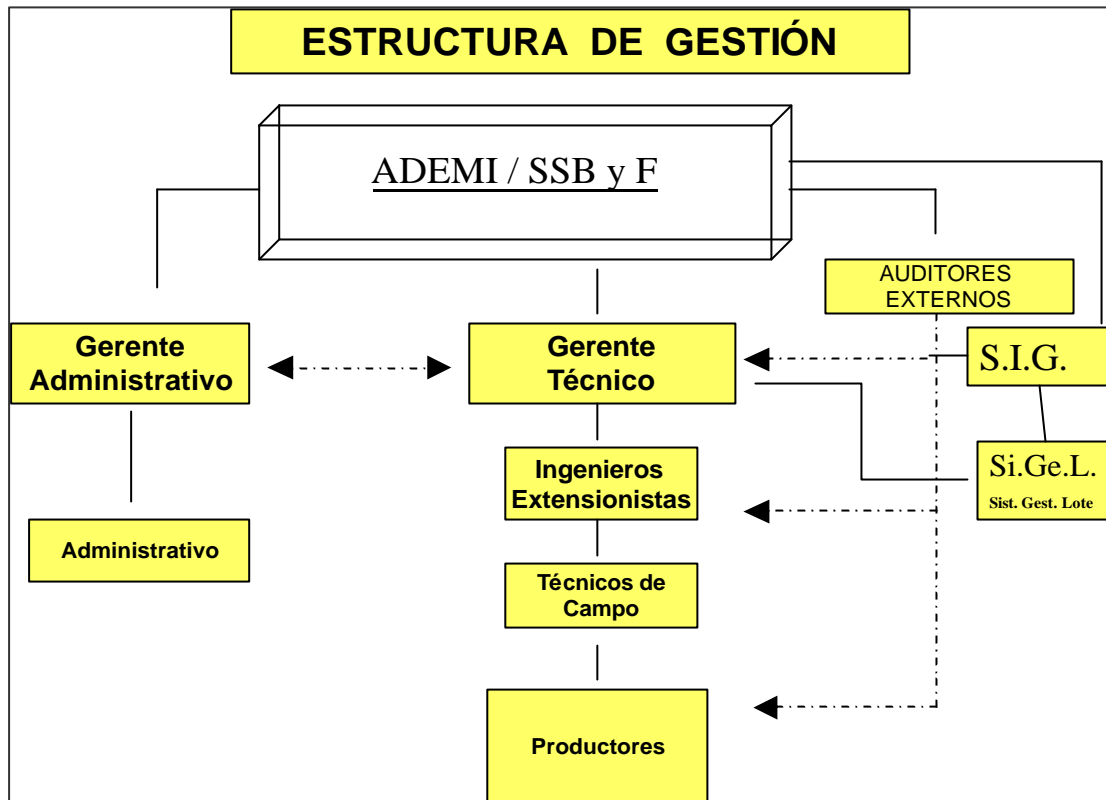 ESTRUCTURA DE GESTIÓN
ADEMI / SSB y F
AUDITORES
EXTERNOS
Gerente
Administrativo
Gerente
Técnico
S.I.G.
Ingenieros
Extensionistas
Si.Ge.L.
Sist. Gest. Lote
Administrativo
Técnicos de
Campo
Productores